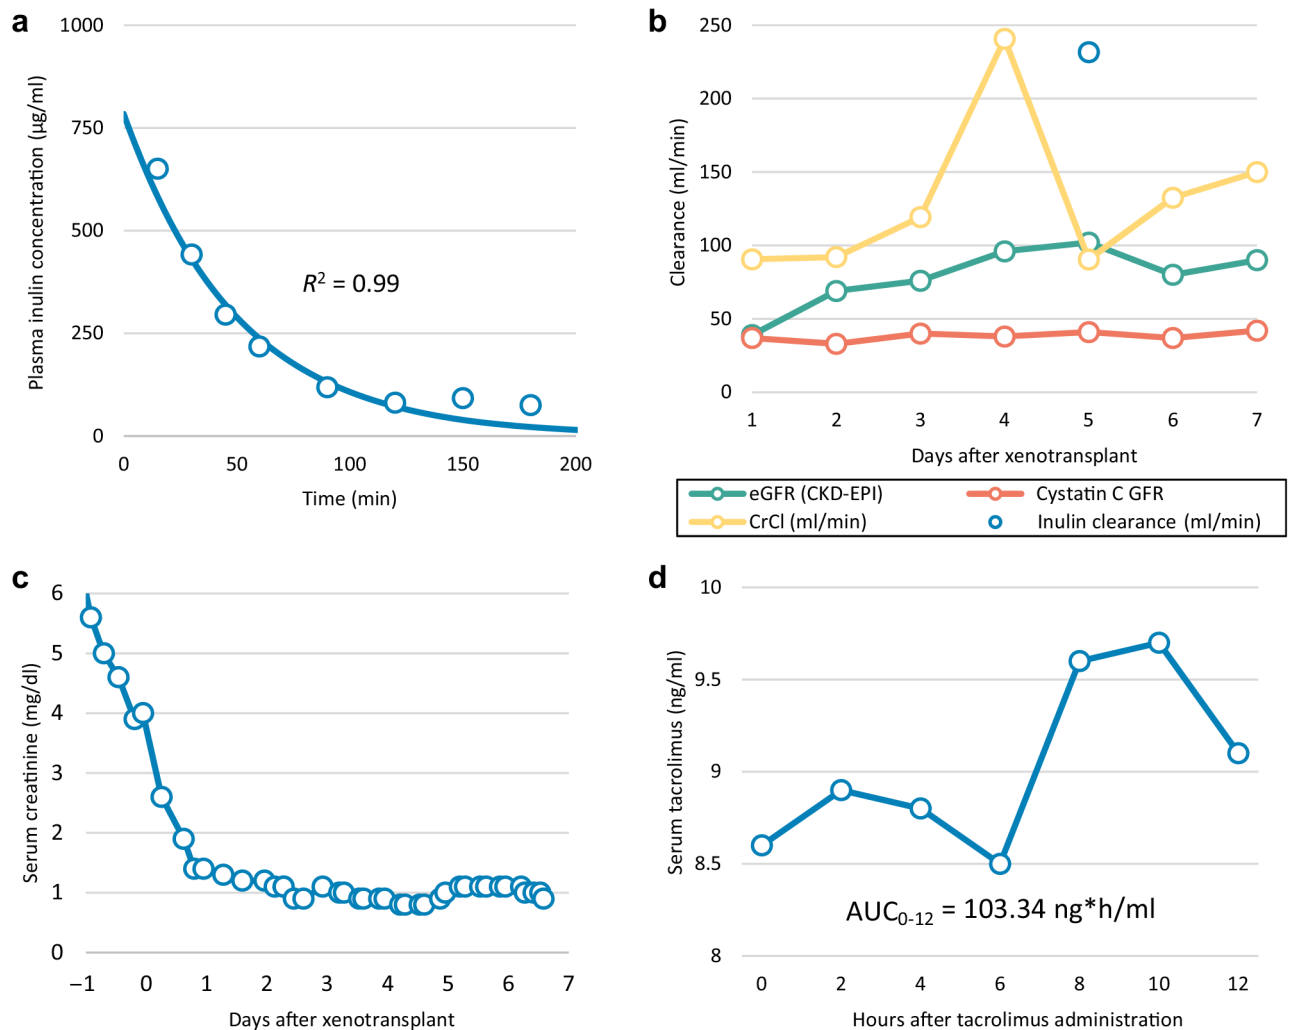 a
1000
750
500
250
0
Plasma inulin concentration (µg/ml)
R² = 0.99
0 50 100 150 200
Time (min)
b
250
200
150
100
50
0
Clearance (ml/min)
1 2 3 4 5 6 7
Days after xenotransplant
eGFR (CKD-EPI) Cystatin C GFR
CrCl (ml/min) Inulin clearance (ml/min)
c
6
5
4
3
2
1
0
Serum creatinine (mg/dl)
–1 0 1 2 3 4 5 6 7
Days after xenotransplant
d
10
9.5
9
8.5
8
Serum tacrolimus (ng/ml)
AUC₀₋₁₂ = 103.34 ng*h/ml
0 2 4 6 8 10 12
Hours after tacrolimus administration